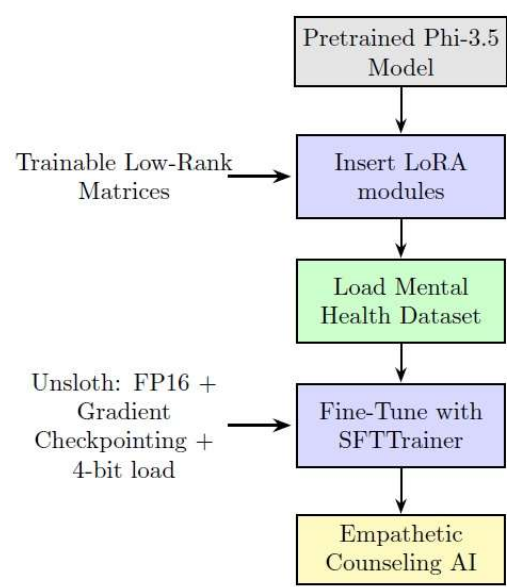 Pretrained Phi-3.5
Model
Trainable Low-Rank
Matrices
Insert LoRA
modules
Load Mental
Health Dataset
Unsloth: FP16 +
Gradient
Checkpointing +
4-bit load
Fine-Tune with
SFTTrainer
Empathetic
Counseling AI